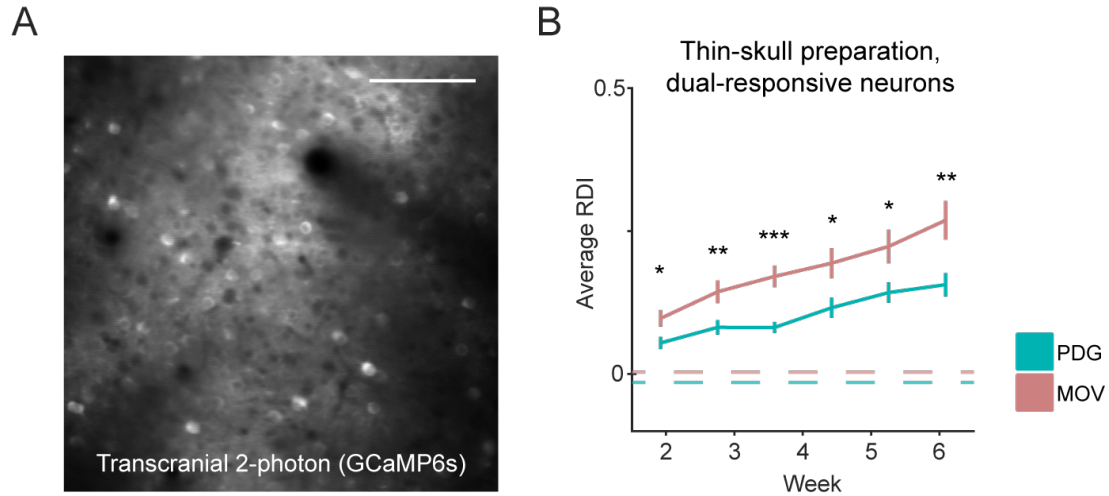 A
Transcranial 2-photon (GCaMP6s)
B
Thin-skull preparation,
dual-responsive neurons
Average RDI
0.5
0
*
**
***
*
*
**
2
3
4
5
6
Week
PDG
MOV